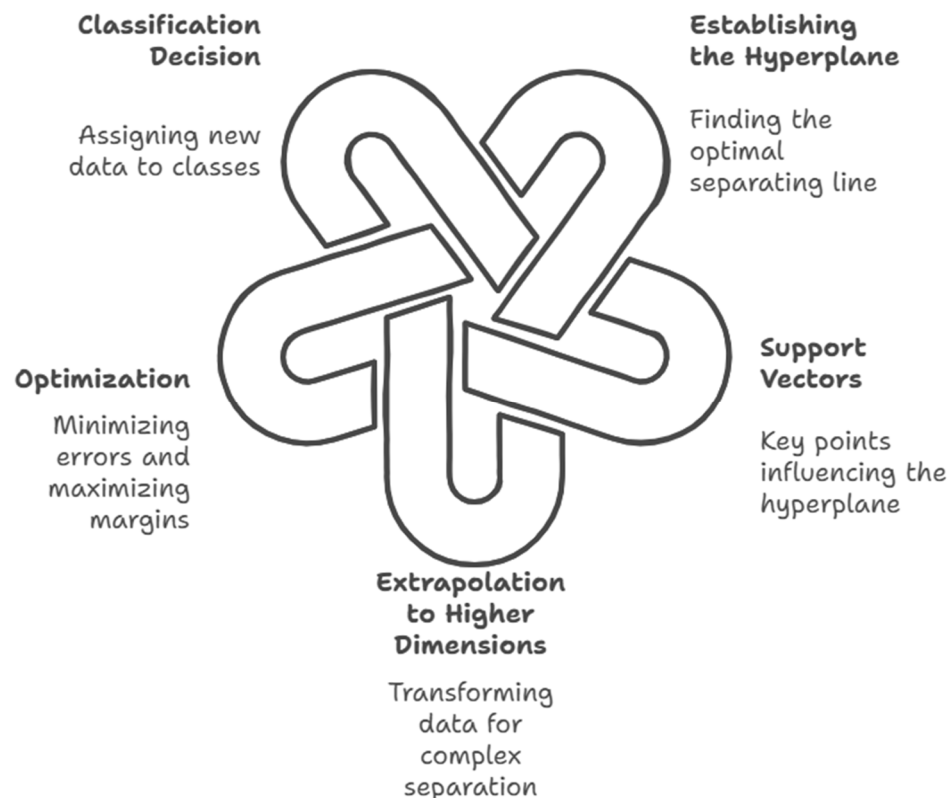 Classification
Decision
Assigning new
data to classes
Establishing
the Hyperplane
Finding the
optimal
separating line
Support
Vectors
Key points
influencing the
hyperplane
Extrapolation
to Higher
Dimensions
Transforming
data for
complex
separation
Optimization
Minimizing
errors and
maximizing
margins